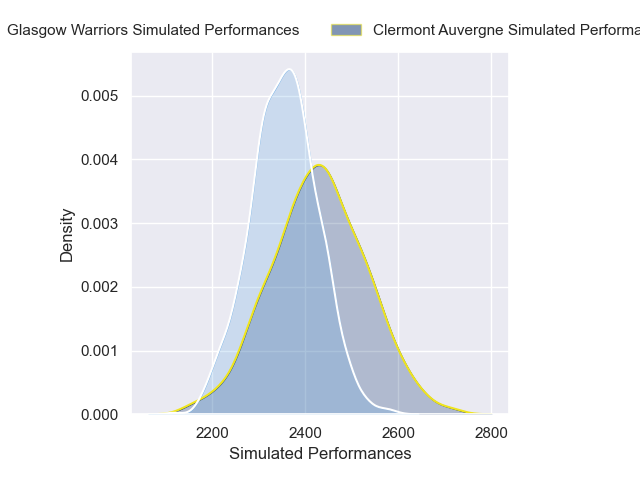 Glasgow Warriors Simulated Performances
Clermont Auvergne Simulated
0.005
0.004
0.003
0.002
0.001
0.000
Density
2200 2400 2600 2800
Simulated Performances